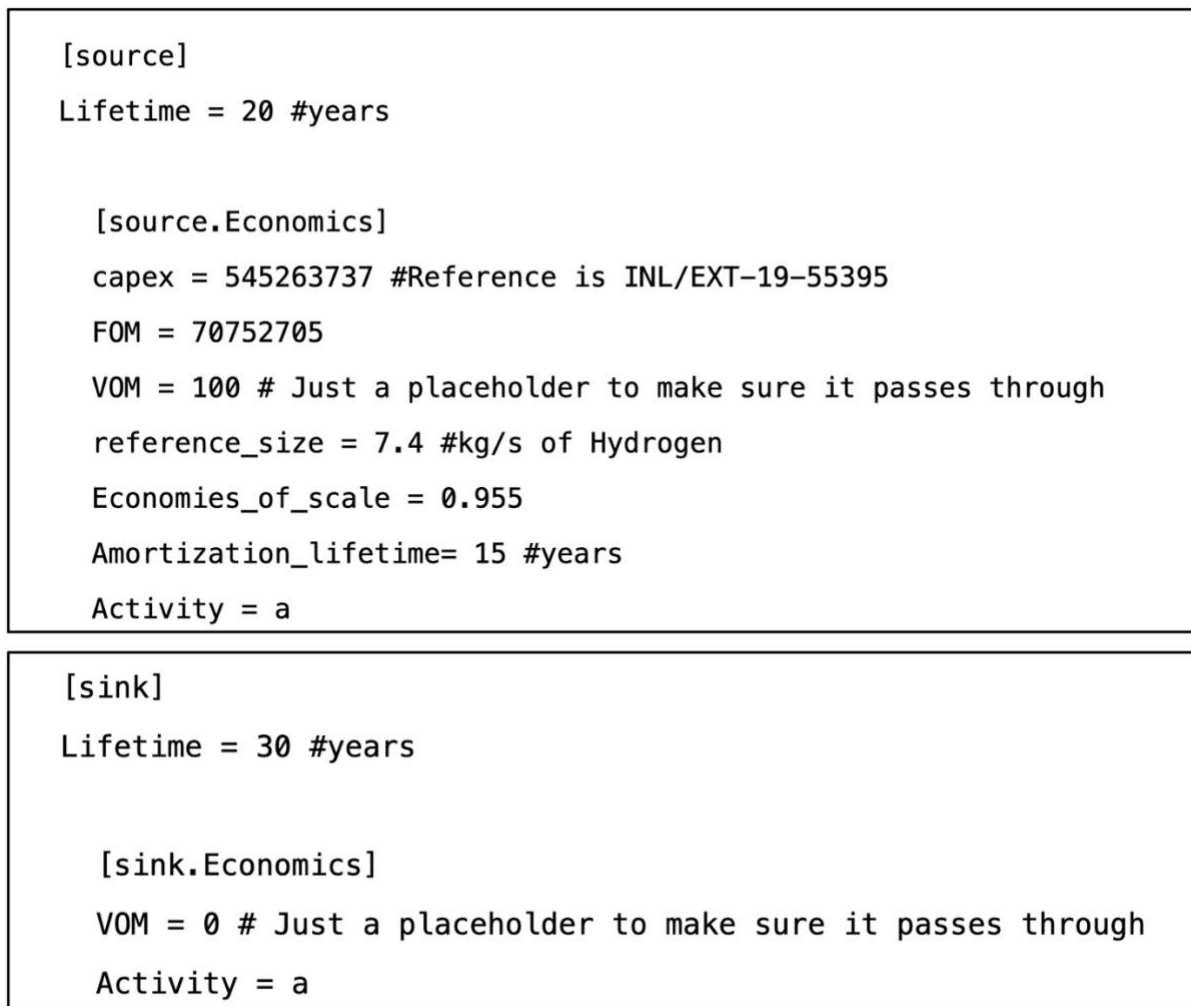 [source]
Lifetime = 20 #years
[source.Economics]
capex = 545263737 #Reference is INL/EXT–19–55395
FOM = 70752705
VOM = 100 # Just a placeholder to make sure it passes through
reference_size = 7.4 #kg/s of Hydrogen
Economies_of_scale = 0.955
Amortization_lifetime= 15 #years
Activity = a
[sink]
Lifetime = 30 #years
[sink.Economics]
VOM = 0 # Just a placeholder to make sure it passes through
Activity = a